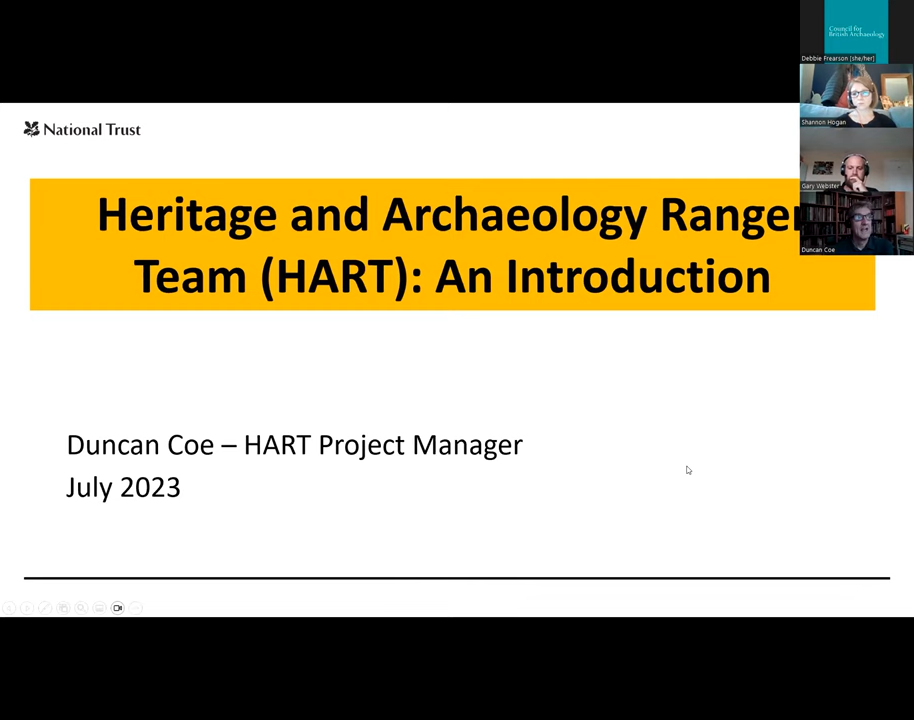 Council for
British Archaeology
Debbie Frearson [she/her]
Shannon Hogan
Gary Webster
Duncan Coe
National Trust
Heritage and Archaeology Ranger
Team (HART): An Introduction
Duncan Coe – HART Project Manager
July 2023